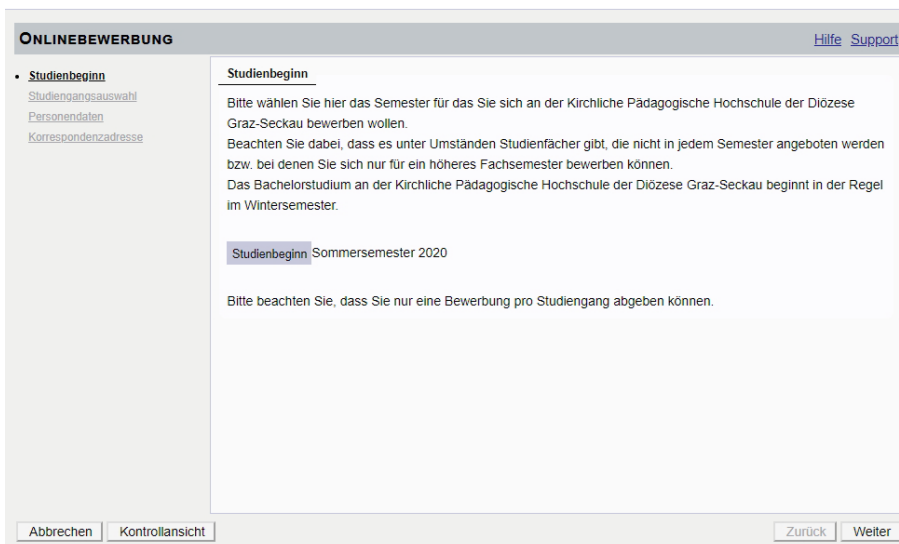 ONLINEBEWERBUNG
Hilfe Support
Studienbeginn
Studiengangsauswahl
Personendaten
Korrespondenzadresse
Studienbeginn
Bitte wählen Sie hier das Semester für das Sie sich an der Kirchliche Pädagogische Hochschule der Diözese
Graz-Seckau bewerben wollen.
Beachten Sie dabei, dass es unter Umständen Studienfächer gibt, die nicht in jedem Semester angeboten werden
bzw. bei denen Sie sich nur für ein höheres Fachsemester bewerben können.
Das Bachelorstudium an der Kirchliche Pädagogische Hochschule der Diözese Graz-Seckau beginnt in der Regel
im Wintersemester.
Studienbeginn Sommersemester 2020
Bitte beachten Sie, dass Sie nur eine Bewerbung pro Studiengang abgeben können.
Abbrechen Kontrollansicht Zurück Weiter